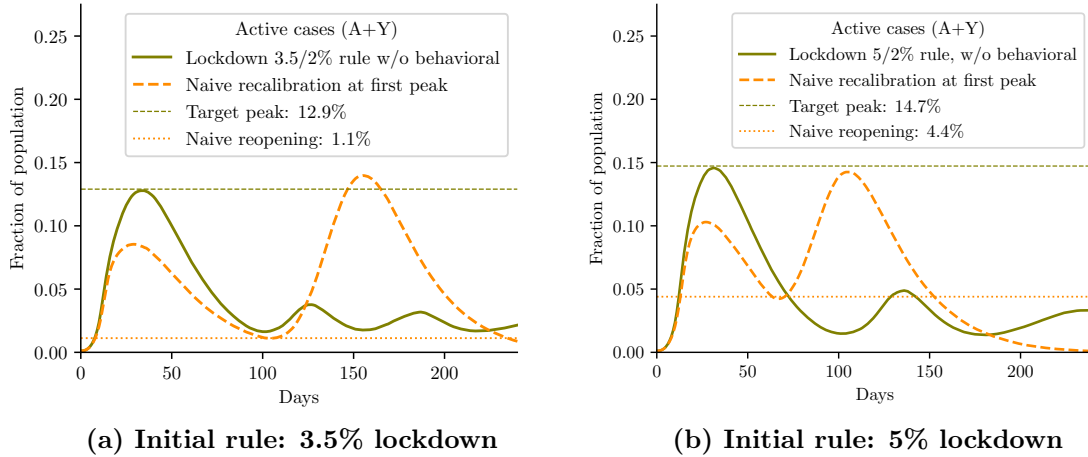 Active cases (A+Y)
Lockdown 3.5/2% rule w/o behavioral
Naive recalibration at first peak
Target peak: 12.9%
Naive reopening: 1.1%
Fraction of population
0.25
0.20
0.15
0.10
0.05
0.00
0 50 100 150 200
Days
(a) Initial rule: 3.5% lockdown
Active cases (A+Y)
Lockdown 5/2% rule, w/o behavioral
Naive recalibration at first peak
Target peak: 14.7%
Naive reopening: 4.4%
Fraction of population
0.25
0.20
0.15
0.10
0.05
0.00
0 50 100 150 200
Days
(b) Initial rule: 5% lockdown